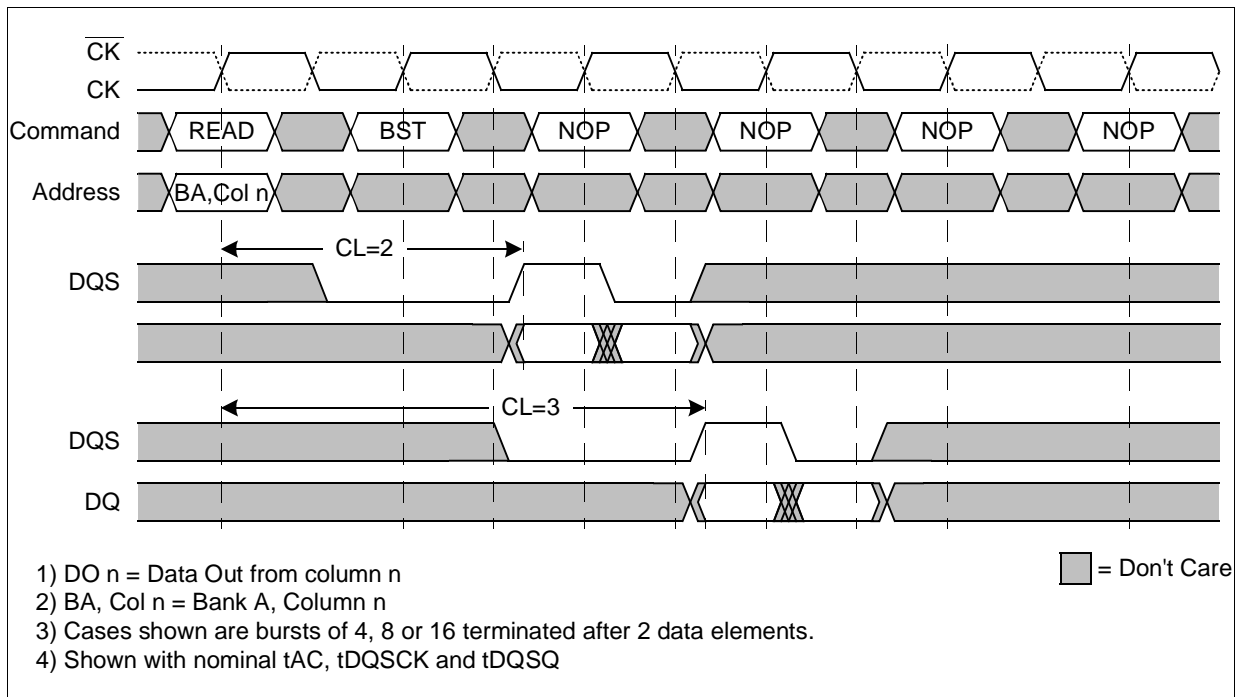 CK
CK
Command READ BST NOP NOP NOP NOP
Address BA,Col n
CL=2
DQS
CL=3
DQS
DQ
1) DO n = Data Out from column n
2) BA, Col n = Bank A, Column n
3) Cases shown are bursts of 4, 8 or 16 terminated after 2 data elements.
4) Shown with nominal tAC, tDQSCK and tDQSQ
= Don't Care